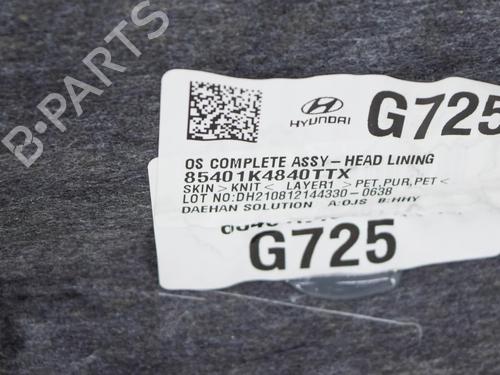 B-PARTS
HYUNDAI
G725
OS COMPLETE ASSY-HEAD LINING
85401K4840TTX
SKIN> KNIT< LAYER1 > PET,PUR,PET<
LOT NO:DH210812144330-0638
DAEHAN SOLUTION A:OJS B:HHY
G725